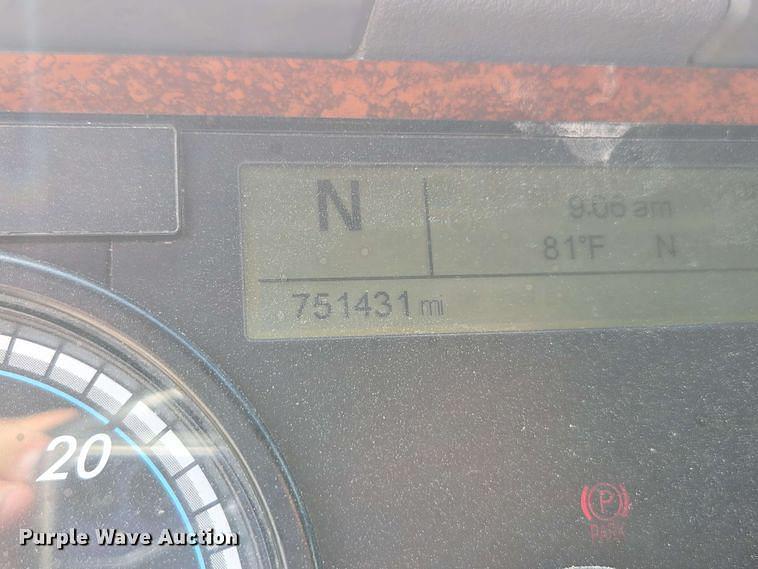 N
9:06 am
81°F N
751431 mi
20
P
PARK
Purple Wave Auction